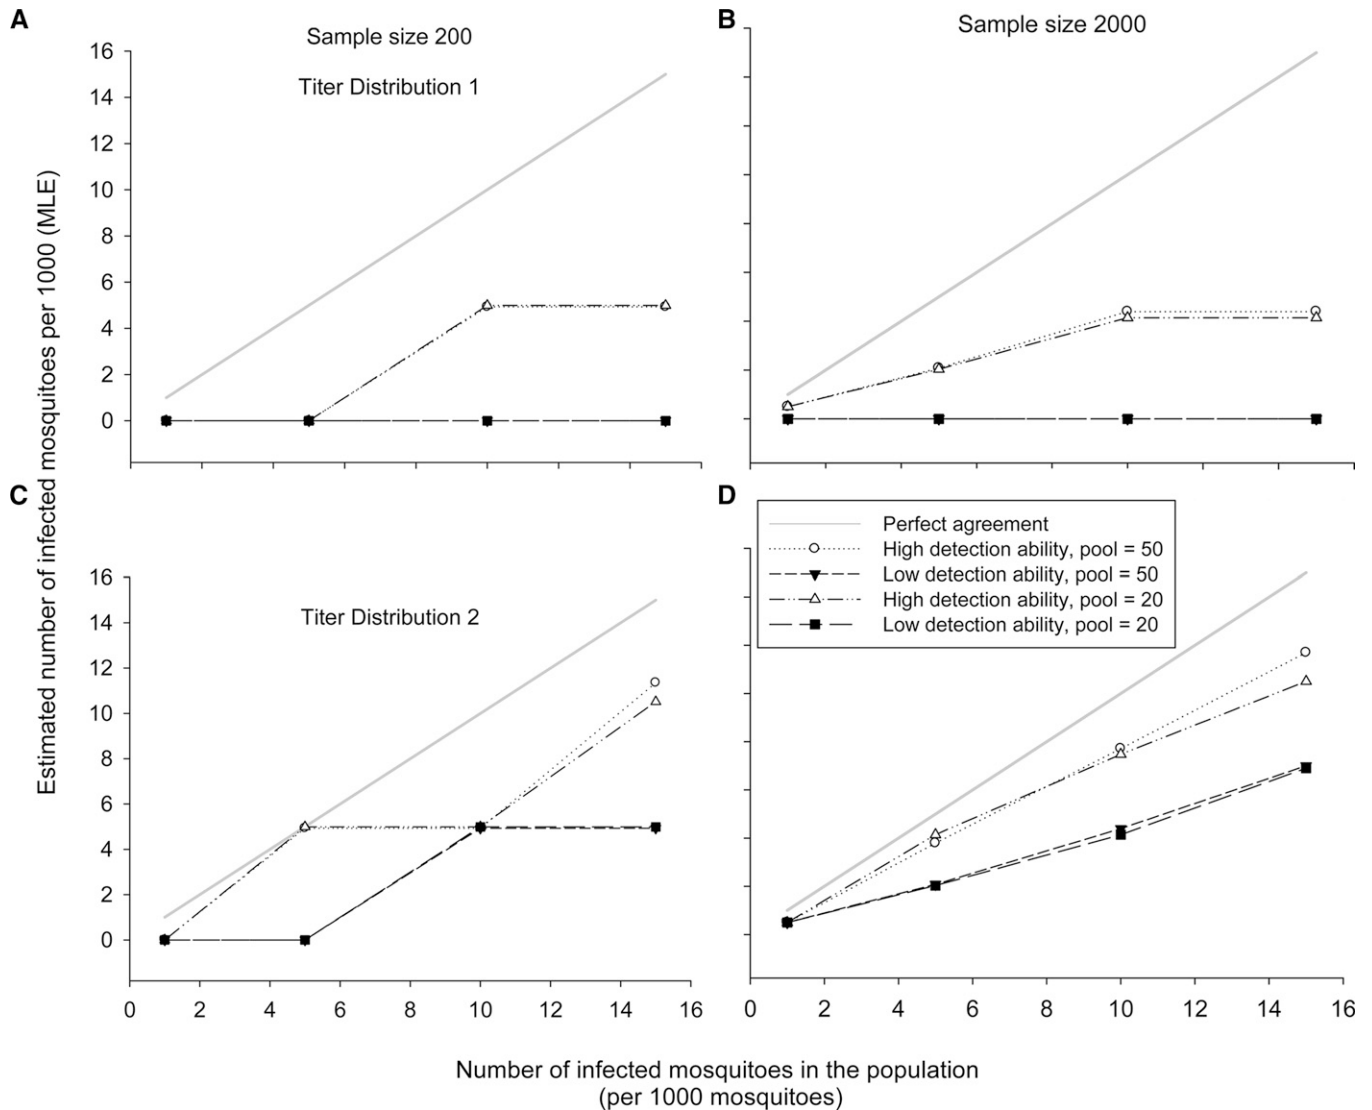 A
Sample size 200
Titer Distribution 1
16
14
12
10
8
6
4
2
0
B
Sample size 2000
Estimated number of infected mosquitoes per 1000 (MLE)
C
Titer Distribution 2
16
14
12
10
8
6
4
2
0
0 2 4 6 8 10 12 14 16
D
Perfect agreement
High detection ability, pool = 50
Low detection ability, pool = 50
High detection ability, pool = 20
Low detection ability, pool = 20
0 2 4 6 8 10 12 14 16
Number of infected mosquitoes in the population
(per 1000 mosquitoes)